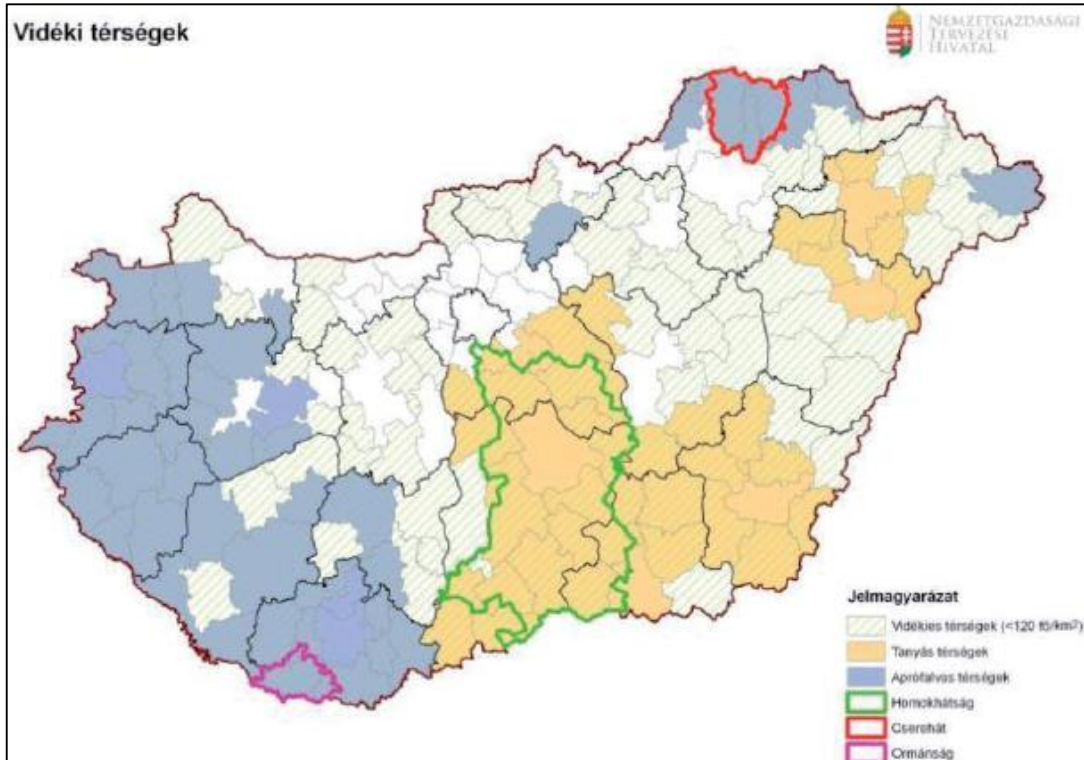 Vidéki térségek
NEMZETGAZDASÁGI
TERVEZÉSI
HIVATAL
Jelmagyarázat
Vidékies térségek (<120 fő/km²)
Tanyás térségek
Aprófalvas térségek
Homokhátság
Cserehát
Ormánság